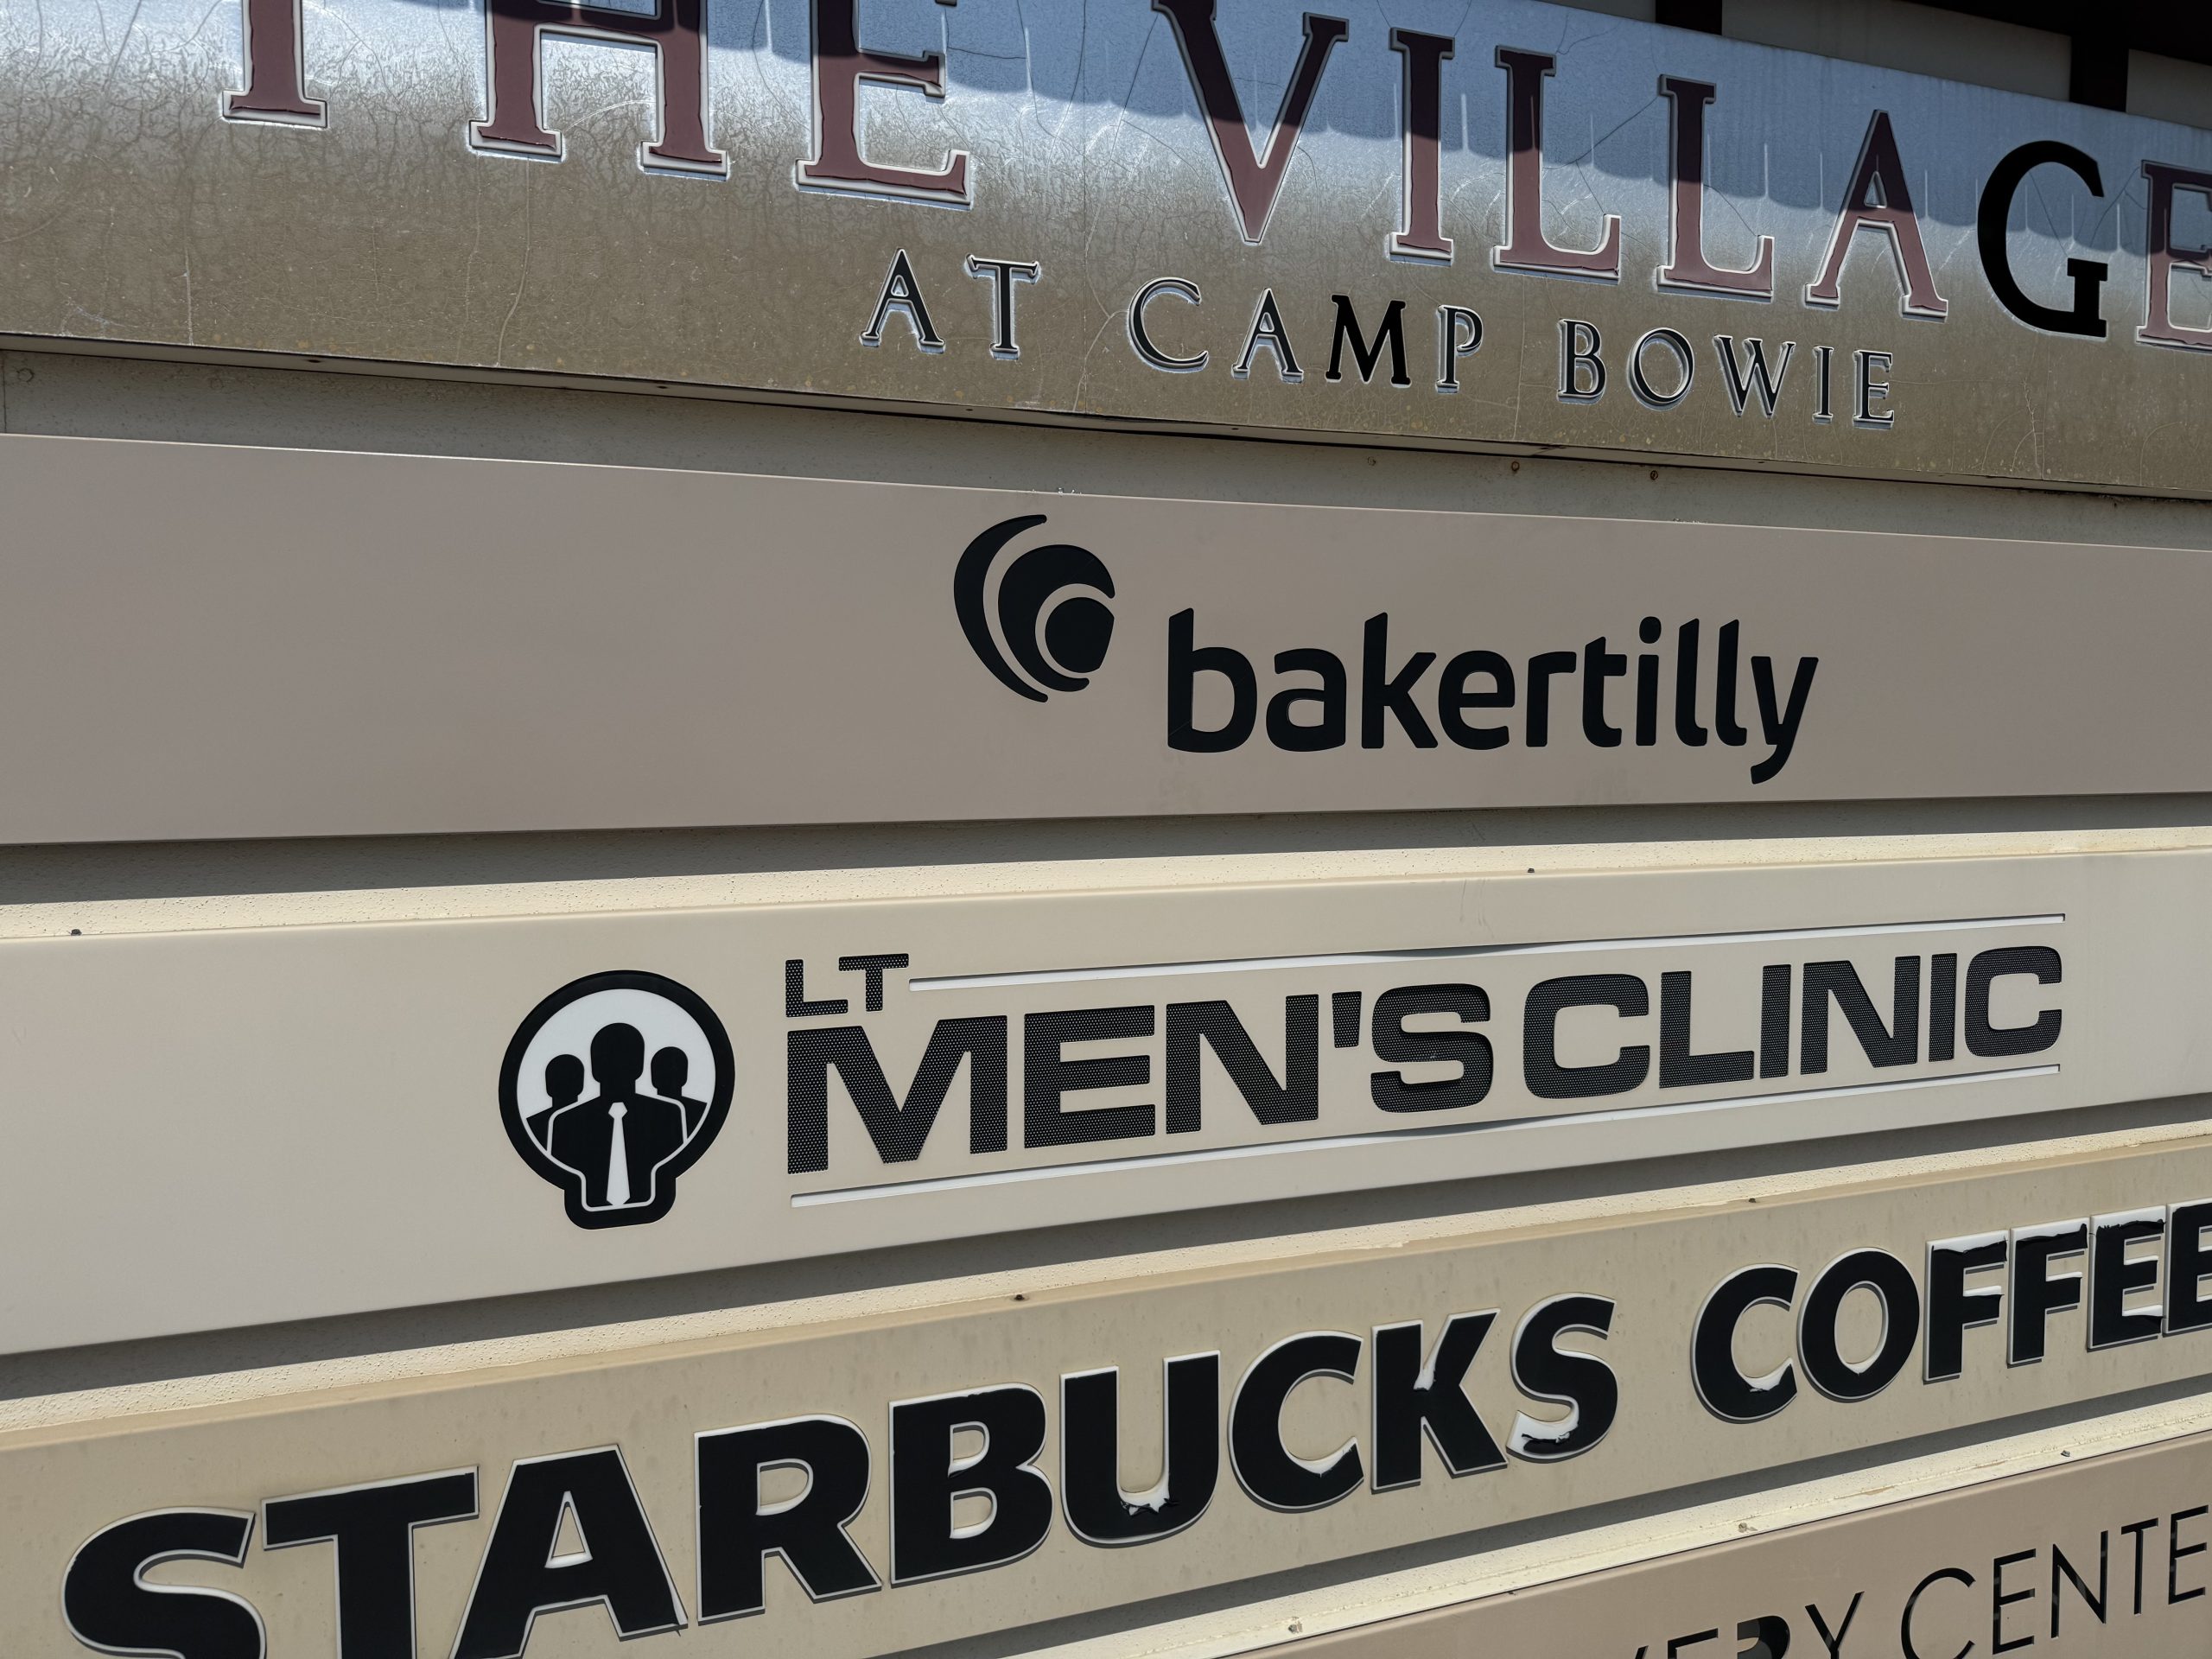 THE VILLAGE
AT CAMP BOWIE
bakertilly
LT
MEN'S CLINIC
STARBUCKS COFFEE